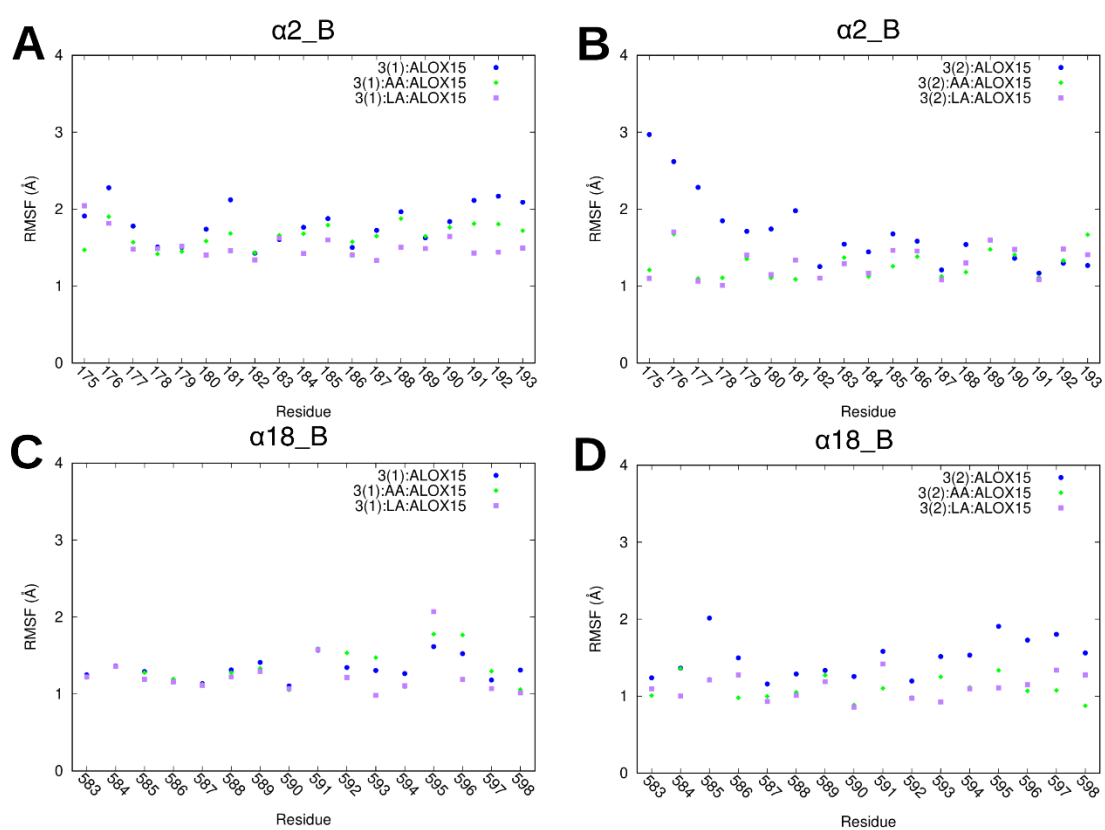 A
α2_B
3(1):ALOX15
3(1):AA:ALOX15
3(1):LA:ALOX15
RMSF (Å)
4
3
2
1
0
175 176 177 178 179 180 181 182 183 184 185 186 187 188 189 190 191 192 193
Residue
B
α2_B
3(2):ALOX15
3(2):AA:ALOX15
3(2):LA:ALOX15
RMSF (Å)
4
3
2
1
0
175 176 177 178 179 180 181 182 183 184 185 186 187 188 189 190 191 192 193
Residue
C
α18_B
3(1):ALOX15
3(1):AA:ALOX15
3(1):LA:ALOX15
RMSF (Å)
4
3
2
1
0
583 584 585 586 587 588 589 590 591 592 593 594 595 596 597 598
Residue
D
α18_B
3(2):ALOX15
3(2):AA:ALOX15
3(2):LA:ALOX15
RMSF (Å)
4
3
2
1
0
583 584 585 586 587 588 589 590 591 592 593 594 595 596 597 598
Residue